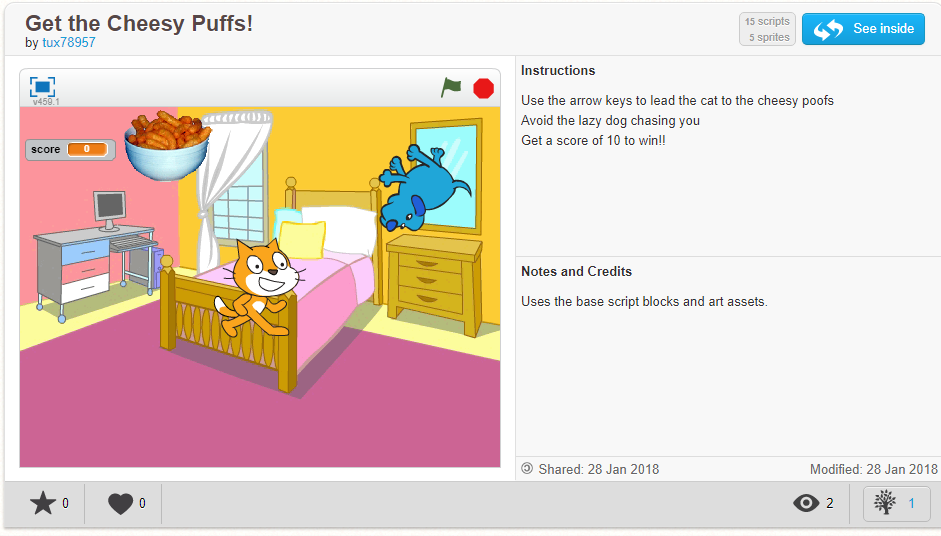 Get the Cheesy Puffs!
by tux78957
15 scripts
5 sprites
See inside
v459.1
score 0
Instructions
Use the arrow keys to lead the cat to the cheesy poofs
Avoid the lazy dog chasing you
Get a score of 10 to win!!
Notes and Credits
Uses the base script blocks and art assets.
Shared: 28 Jan 2018 Modified: 28 Jan 2018
0 0 2 1